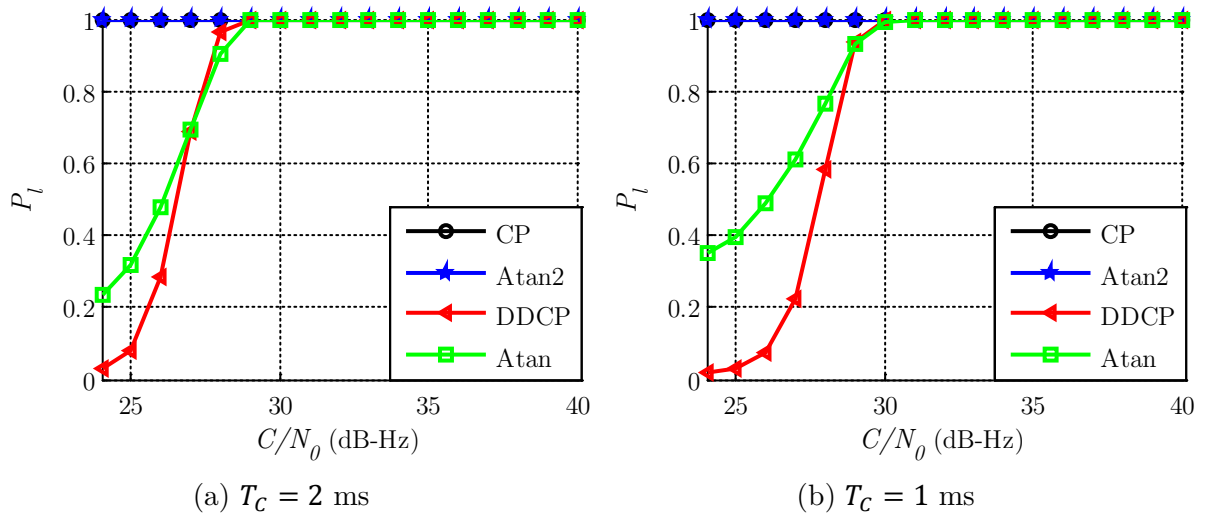 1
0.8
0.6
0.4
0.2
0
P_l
25 30 35 40
C/N_0 (dB-Hz)
CP
Atan2
DDCP
Atan
(a) T_C = 2 ms
1
0.8
0.6
0.4
0.2
0
P_l
25 30 35 40
C/N_0 (dB-Hz)
CP
Atan2
DDCP
Atan
(b) T_C = 1 ms